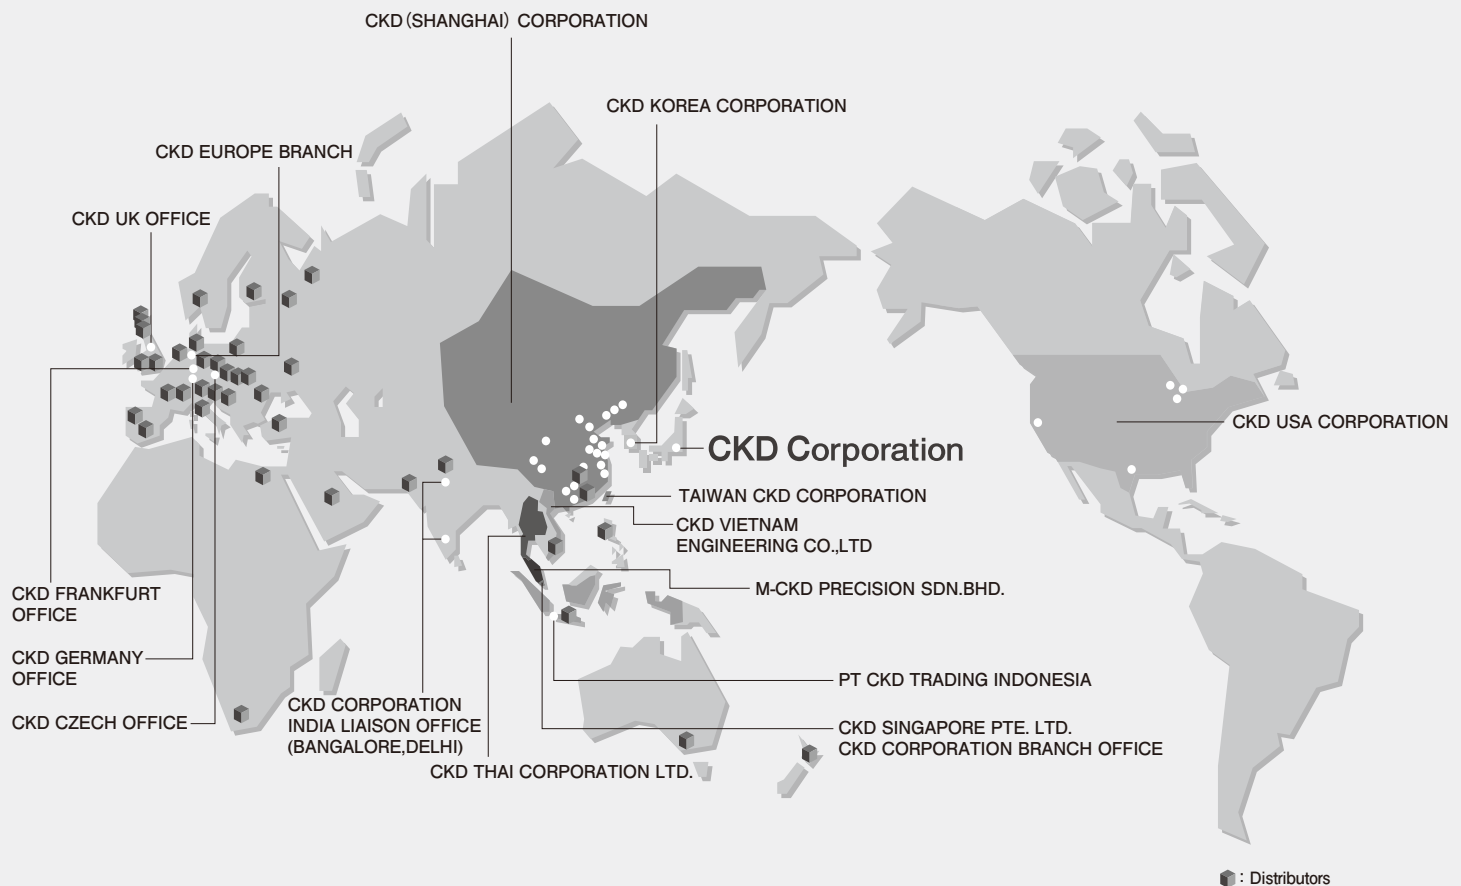 CKD(SHANGHAI) CORPORATION
CKD KOREA CORPORATION
CKD EUROPE BRANCH
CKD UK OFFICE
CKD USA CORPORATION
CKD Corporation
TAIWAN CKD CORPORATION
CKD VIETNAM
ENGINEERING CO.,LTD
M-CKD PRECISION SDN.BHD.
CKD FRANKFURT
OFFICE
CKD GERMANY
OFFICE
CKD CZECH OFFICE
CKD CORPORATION
INDIA LIAISON OFFICE
(BANGALORE,DELHI)
CKD THAI CORPORATION LTD.
PT CKD TRADING INDONESIA
CKD SINGAPORE PTE. LTD.
CKD CORPORATION BRANCH OFFICE
: Distributors